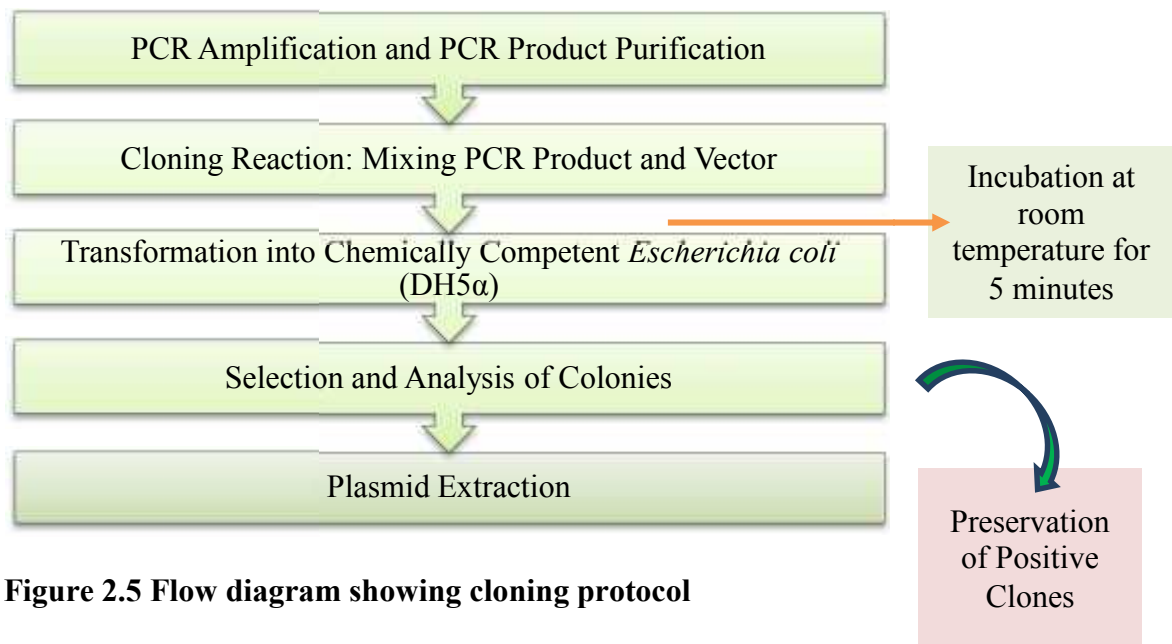 PCR Amplification and PCR Product Purification
Cloning Reaction: Mixing PCR Product and Vector
Incubation at
room
temperature for
5 minutes
Transformation into Chemically Competent Escherichia coli
(DH5α)
Selection and Analysis of Colonies
Plasmid Extraction
Preservation
of Positive
Clones
Figure 2.5 Flow diagram showing cloning protocol